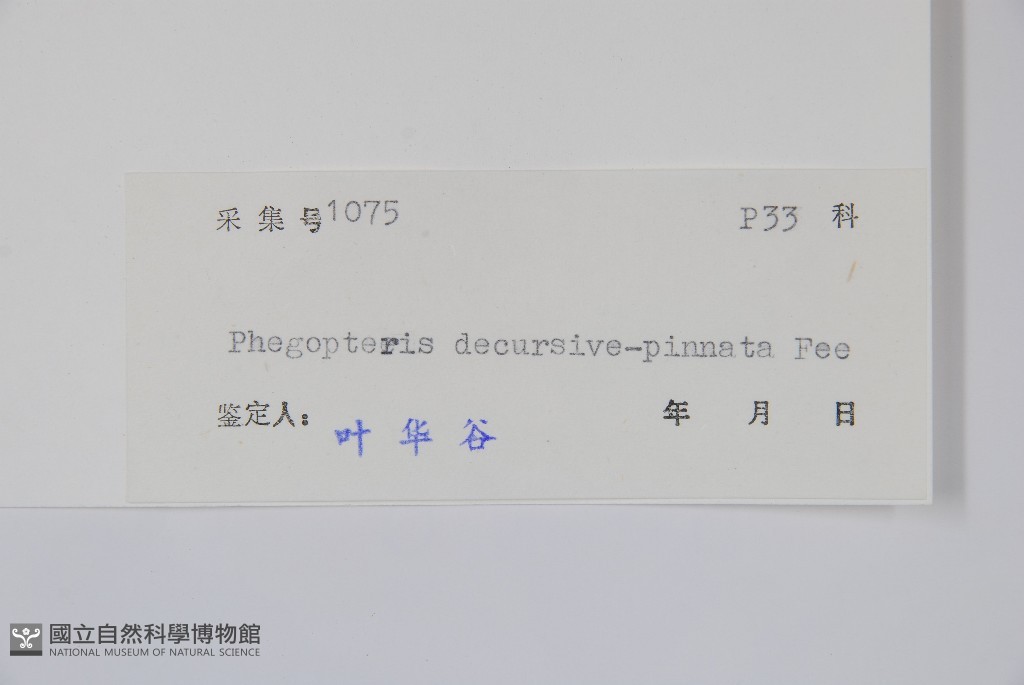 采集号1075 P33 科
Phegopteris decursive-pinnata Fee
鉴定人： 叶华谷 年 月 日
國立自然科學博物館
NATIONAL MUSEUM OF NATURAL SCIENCE